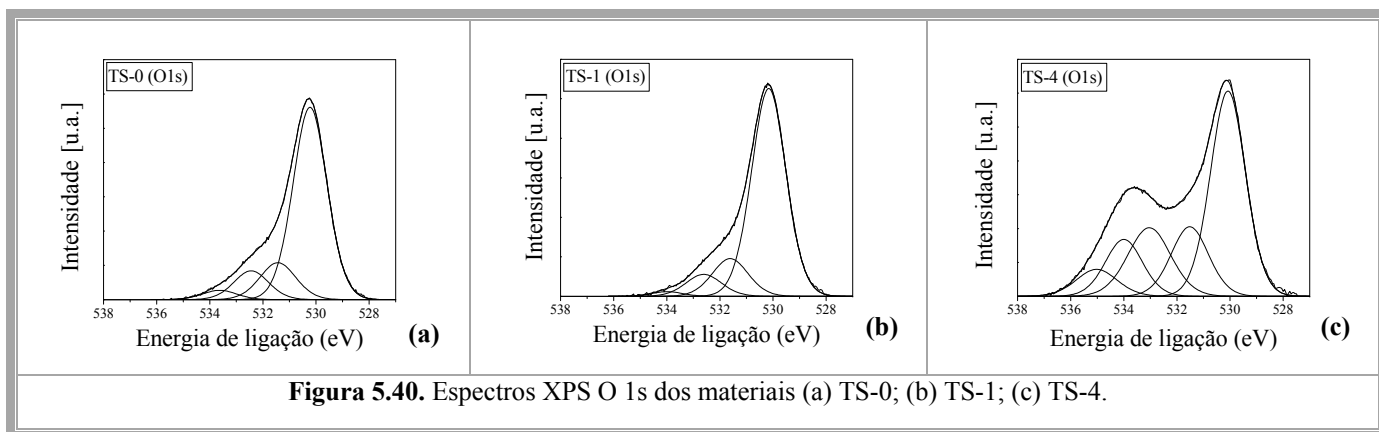 TS-0 (O1s)
Intensidade [u.a.]
538 536 534 532 530 528
Energia de ligação (eV)
(a)
TS-1 (O1s)
Intensidade [u.a.]
538 536 534 532 530 528
Energia de ligação (eV)
(b)
TS-4 (O1s)
Intensidade [u.a.]
538 536 534 532 530 528
Energia de ligação (eV)
(c)
Figura 5.40. Espectros XPS O 1s dos materiais (a) TS-0; (b) TS-1; (c) TS-4.